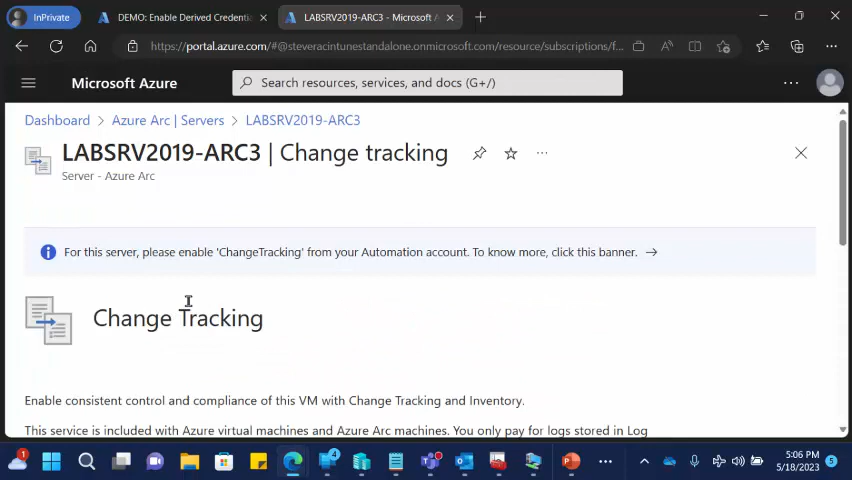 InPrivate
DEMO: Enable Derived Credenti
LABSRV2019-ARC3 - Microsoft A
https://portal.azure.com/#@steveracintunestandalone.onmicrosoft.com/resource/subscriptions/f...
Microsoft Azure
Search resources, services, and docs (G+/)
Dashboard > Azure Arc | Servers > LABSRV2019-ARC3
LABSRV2019-ARC3 | Change tracking
Server - Azure Arc
For this server, please enable 'ChangeTracking' from your Automation account. To know more, click this banner.
Change Tracking
Enable consistent control and compliance of this VM with Change Tracking and Inventory.
This service is included with Azure virtual machines and Azure Arc machines. You only pay for logs stored in Log
1
4
5:06 PM
5/18/2023
5